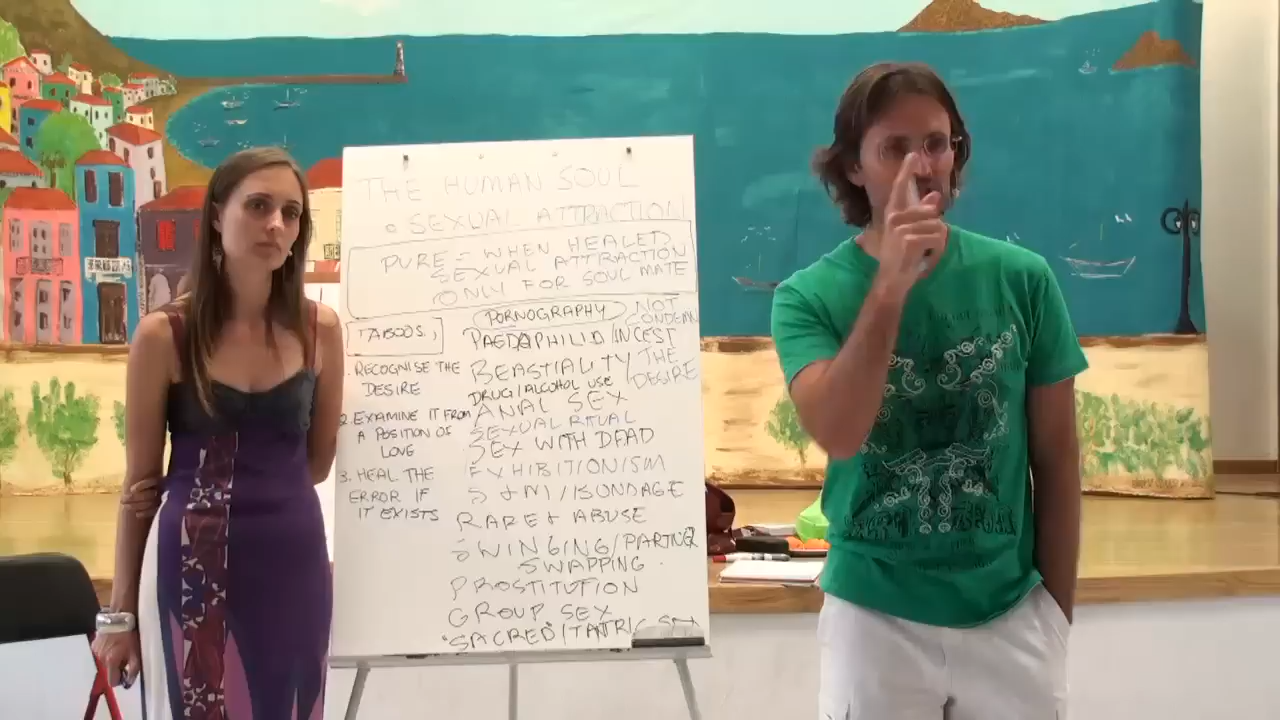 THE HUMAN SOUL
o SEXUAL ATTRACTION
PURE = WHEN HEALED
SEXUAL ATTRACTION
ONLY FOR SOUL MATE
TABOOS.
1. RECOGNISE THE
DESIRE
2. EXAMINE IT FROM
A POSITION OF
LOVE
3. HEAL THE
ERROR IF
IT EXISTS
PORNOGRAPHY
NOT
CONDEMN
THE
DESIRE
PAEDAPHILID/INCEST
BEASTIALITY
DRUG/ALCOHOL USE
ANAL SEX
SEXUAL RITUAL
SEX WITH DEAD
EXHIBITIONISM
S+M/BONDAGE
RAPE + ABUSE
SWINGING/PARTNER
SWAPPING
PROSTITUTION
GROUP SEX
'SACRED'/TANTRIC SEX